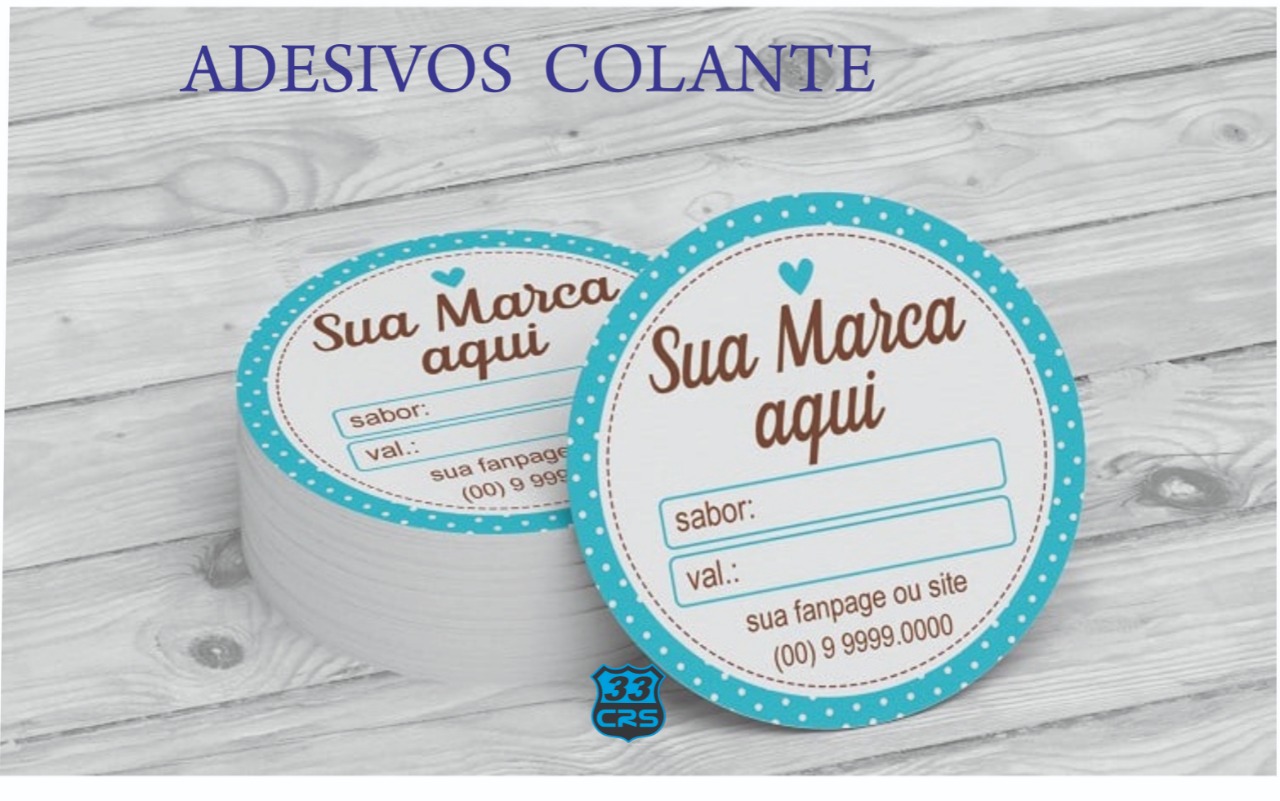 ADESIVOS COLANTE
Sua Marca
aqui
sabor:
val.:
sua fanpage
(00) 9 999
Sua Marca
aqui
sabor:
val.:
sua fanpage ou site
(00) 9 9999.0000
33
CRS